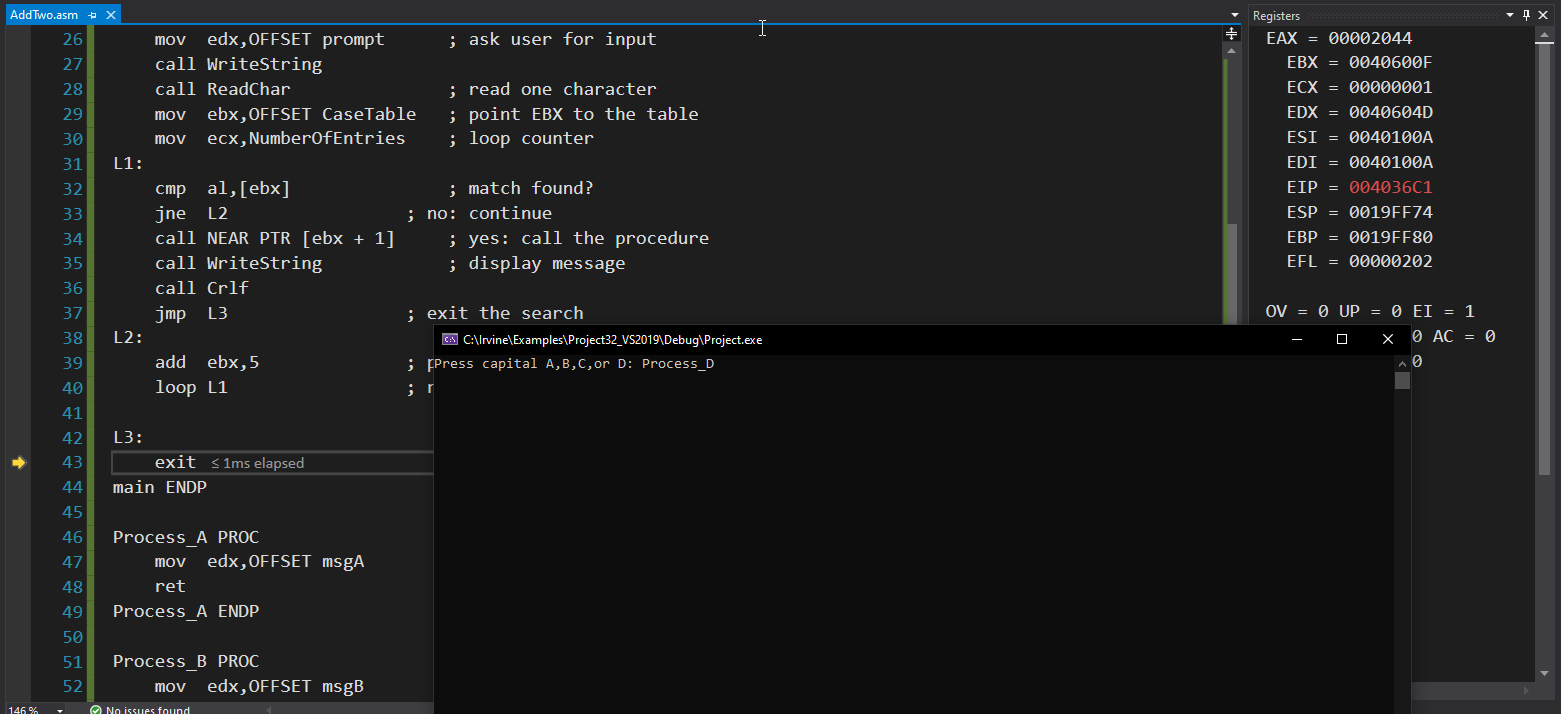 AddTwo.asm
26 mov edx,OFFSET prompt ; ask user for input
27 call WriteString
28 call ReadChar ; read one character
29 mov ebx,OFFSET CaseTable ; point EBX to the table
30 mov ecx,NumberOfEntries ; loop counter
31 L1:
32 cmp al,[ebx] ; match found?
33 jne L2 ; no: continue
34 call NEAR PTR [ebx + 1] ; yes: call the procedure
35 call WriteString ; display message
36 call Crlf
37 jmp L3 ; exit the search
38 L2:
39 add ebx,5 ;
40 loop L1 ;
41
42 L3:
43 exit ≤ 1ms elapsed
44 main ENDP
45
46 Process_A PROC
47 mov edx,OFFSET msgA
48 ret
49 Process_A ENDP
50
51 Process_B PROC
52 mov edx,OFFSET msgB
146 % No issues found
C:\Irvine\Examples\Project32_VS2019\Debug\Project.exe
Press capital A,B,C,or D: Process_D
Registers
EAX = 00002044
EBX = 0040600F
ECX = 00000001
EDX = 0040604D
ESI = 0040100A
EDI = 0040100A
EIP = 004036C1
ESP = 0019FF74
EBP = 0019FF80
EFL = 00000202
OV = 0 UP = 0 EI = 1
0 AC = 0
0